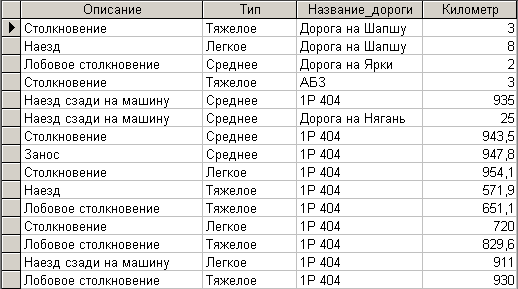 Описание Тип Название_дороги Километр
Столкновение Тяжелое Дорога на Шапшу 3
Наезд Легкое Дорога на Шапшу 8
Лобовое столкновение Среднее Дорога на Ярки 2
Столкновение Тяжелое АБЗ 3
Наезд сзади на машину Среднее 1Р 404 935
Наезд сзади на машину Среднее Дорога на Нягань 25
Столкновение Среднее 1Р 404 943,5
Занос Среднее 1Р 404 947,8
Столкновение Легкое 1Р 404 954,1
Наезд Тяжелое 1Р 404 571,9
Лобовое столкновение Тяжелое 1Р 404 651,1
Столкновение Легкое 1Р 404 720
Лобовое столкновение Тяжелое 1Р 404 829,6
Наезд сзади на машину Легкое 1Р 404 911
Лобовое столкновение Тяжелое 1Р 404 930